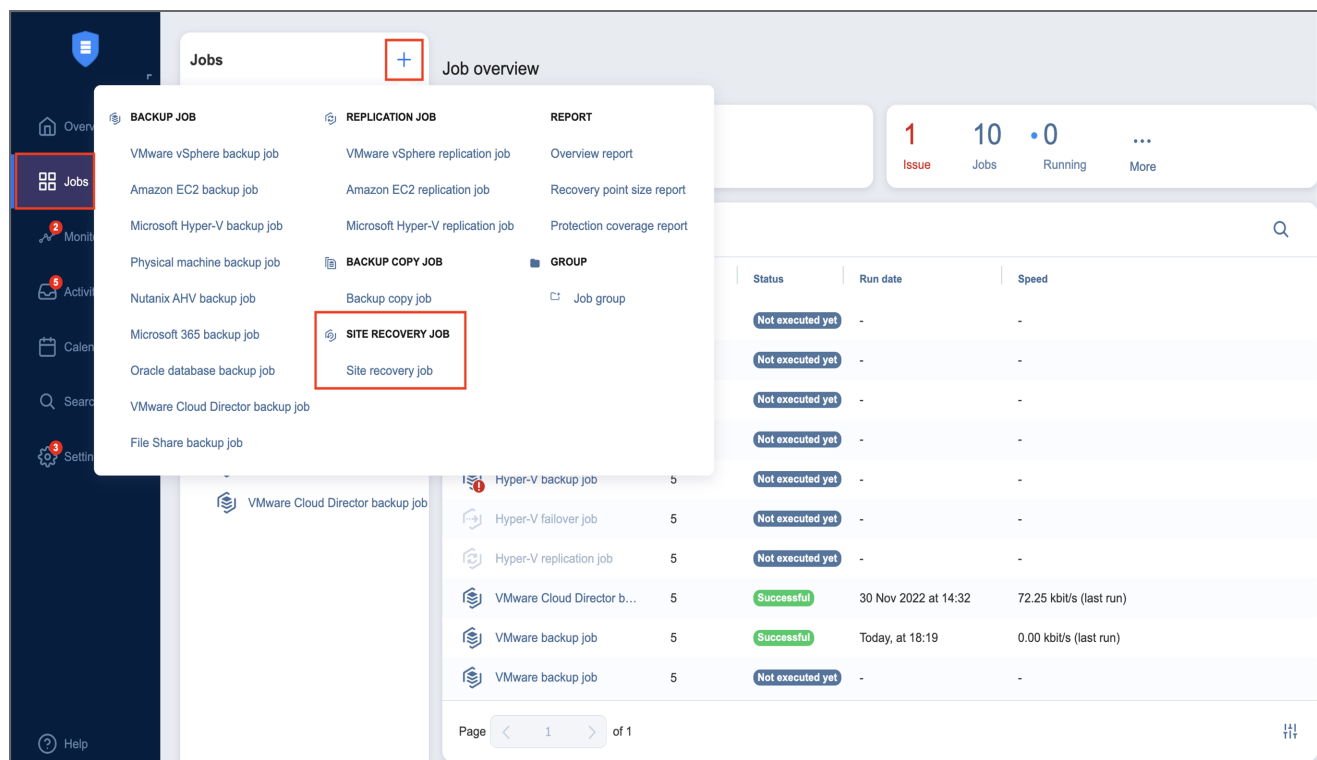 Jobs
+
Job overview
Overv
Jobs
2
Monit
5
Activit
Calen
Searc
3
Settin
Help
BACKUP JOB
VMware vSphere backup job
Amazon EC2 backup job
Microsoft Hyper-V backup job
Physical machine backup job
Nutanix AHV backup job
Microsoft 365 backup job
Oracle database backup job
VMware Cloud Director backup job
File Share backup job
REPLICATION JOB
VMware vSphere replication job
Amazon EC2 replication job
Microsoft Hyper-V replication job
BACKUP COPY JOB
Backup copy job
SITE RECOVERY JOB
Site recovery job
REPORT
Overview report
Recovery point size report
Protection coverage report
GROUP
Job group
1 10 0 ...
Issue Jobs Running More
Status Run date Speed
Not executed yet - -
Not executed yet - -
Not executed yet - -
Not executed yet - -
Hyper-V backup job 5 Not executed yet - -
VMware Cloud Director backup job
Hyper-V failover job 5 Not executed yet - -
Hyper-V replication job 5 Not executed yet - -
VMware Cloud Director b... 5 Successful 30 Nov 2022 at 14:32 72.25 kbit/s (last run)
VMware backup job 5 Successful Today, at 18:19 0.00 kbit/s (last run)
VMware backup job 5 Not executed yet - -
Page < 1 > of 1